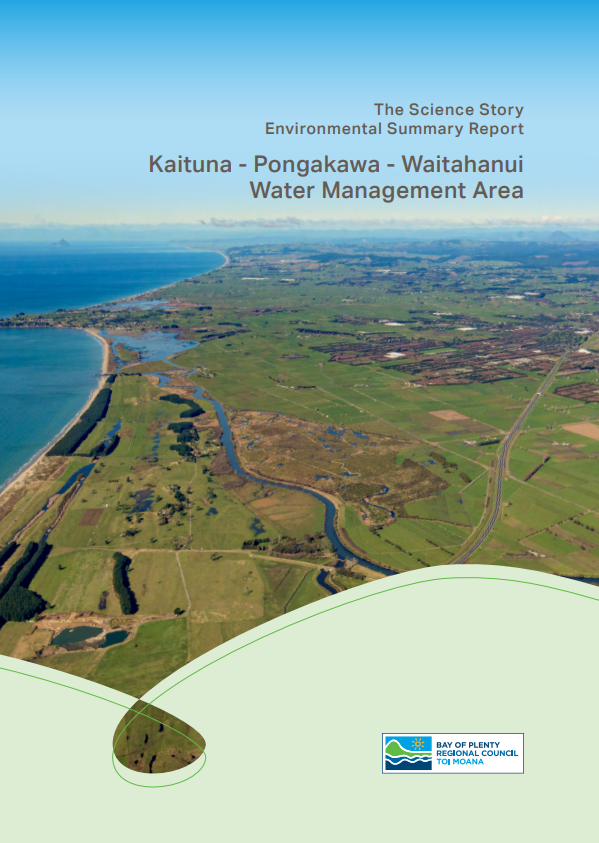 The Science Story
Environmental Summary Report
Kaituna - Pongakawa - Waitahanui
Water Management Area
BAY OF PLENTY
REGIONAL COUNCIL
TOI MOANA